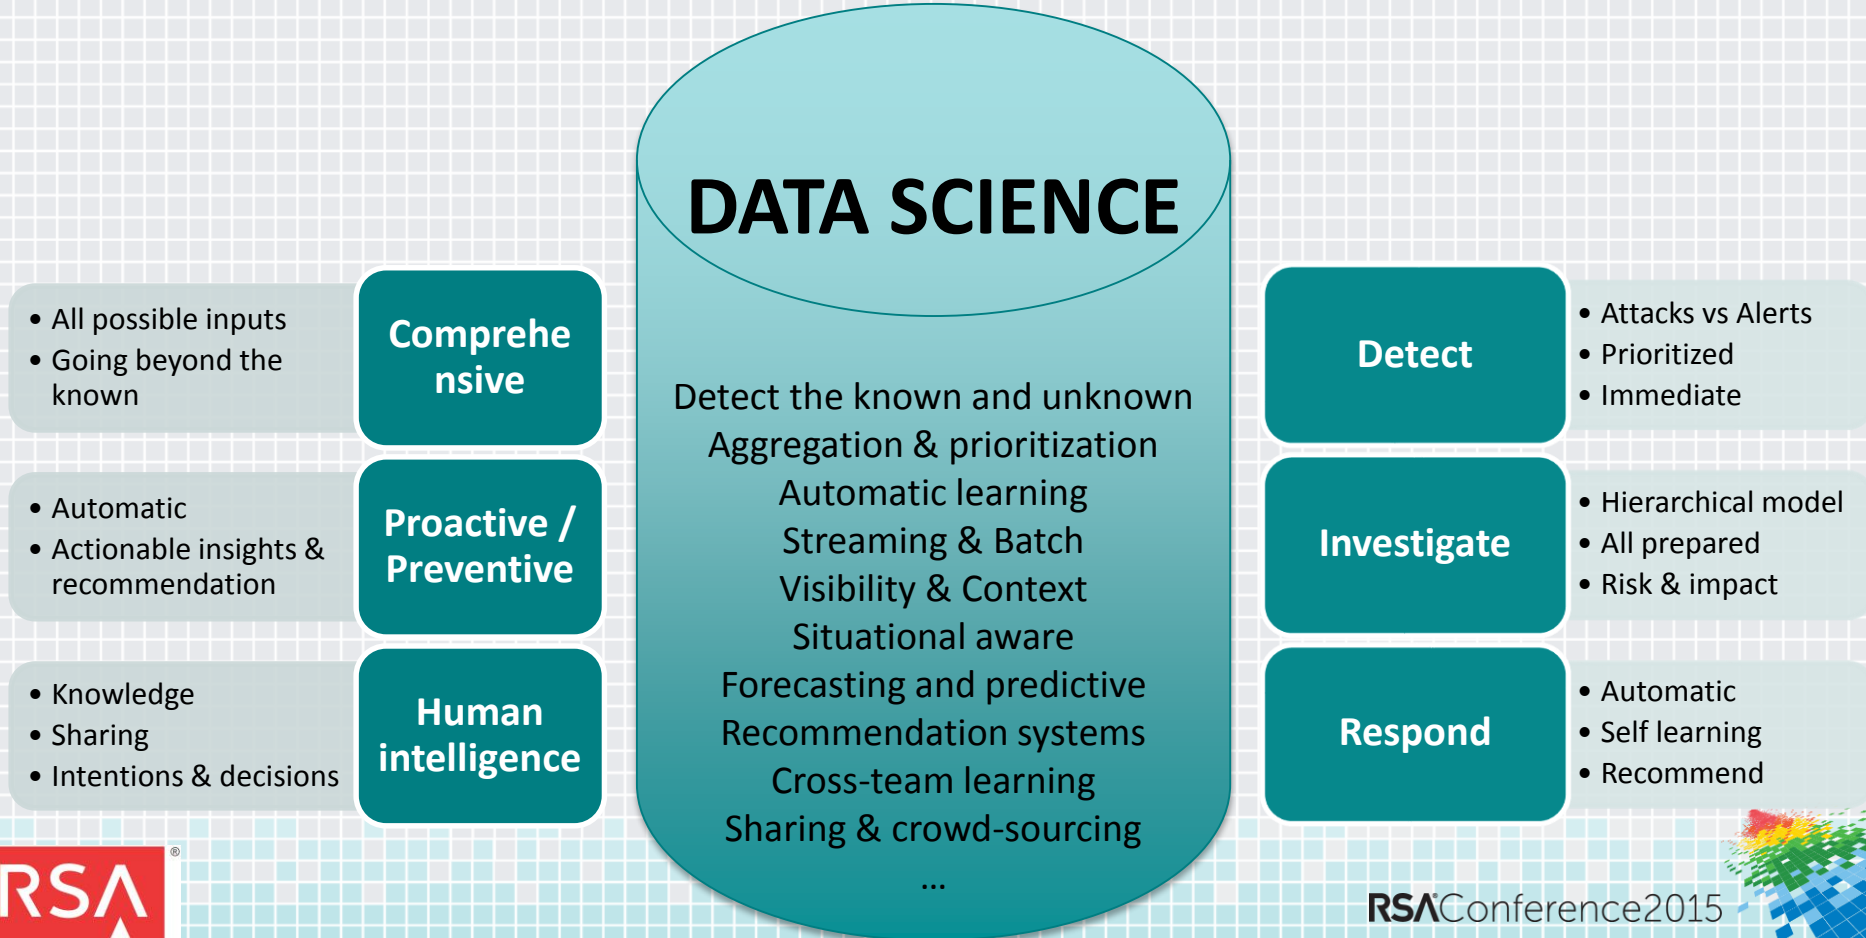 DATA SCIENCE
• All possible inputs
• Going beyond the
known
Comprehe
nsive
• Automatic
• Actionable insights &
recommendation
Proactive /
Preventive
• Knowledge
• Sharing
• Intentions & decisions
Human
intelligence
Detect the known and unknown
Aggregation & prioritization
Automatic learning
Streaming & Batch
Visibility & Context
Situational aware
Forecasting and predictive
Recommendation systems
Cross-team learning
Sharing & crowd-sourcing
...
Detect
• Attacks vs Alerts
• Prioritized
• Immediate
Investigate
• Hierarchical model
• All prepared
• Risk & impact
Respond
• Automatic
• Self learning
• Recommend
RSA®
RSAConference2015